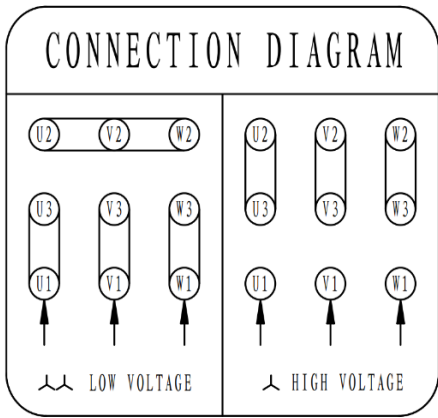 CONNECTION DIAGRAM
U2 V2 W2
U3 V3 W3
U1 V1 W1
LOW VOLTAGE
U2 V2 W2
U3 V3 W3
U1 V1 W1
HIGH VOLTAGE